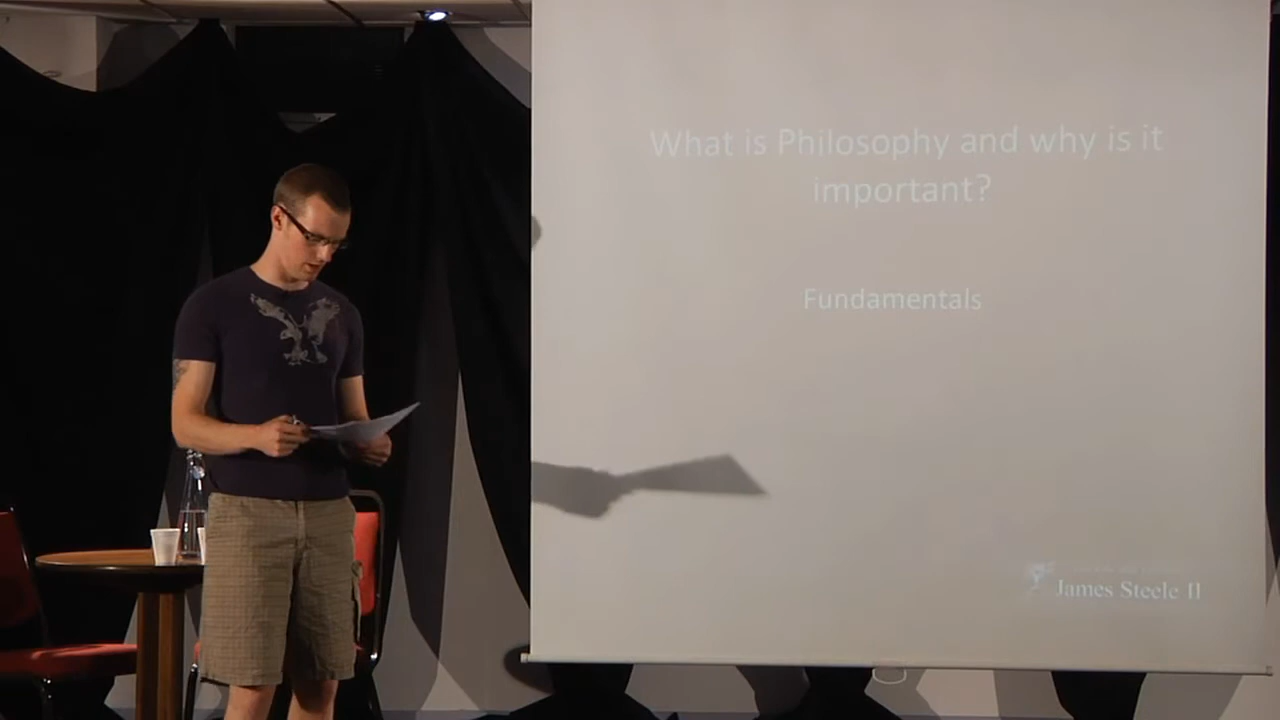 What is Philosophy and why is it
important?
Fundamentals
James Steele II